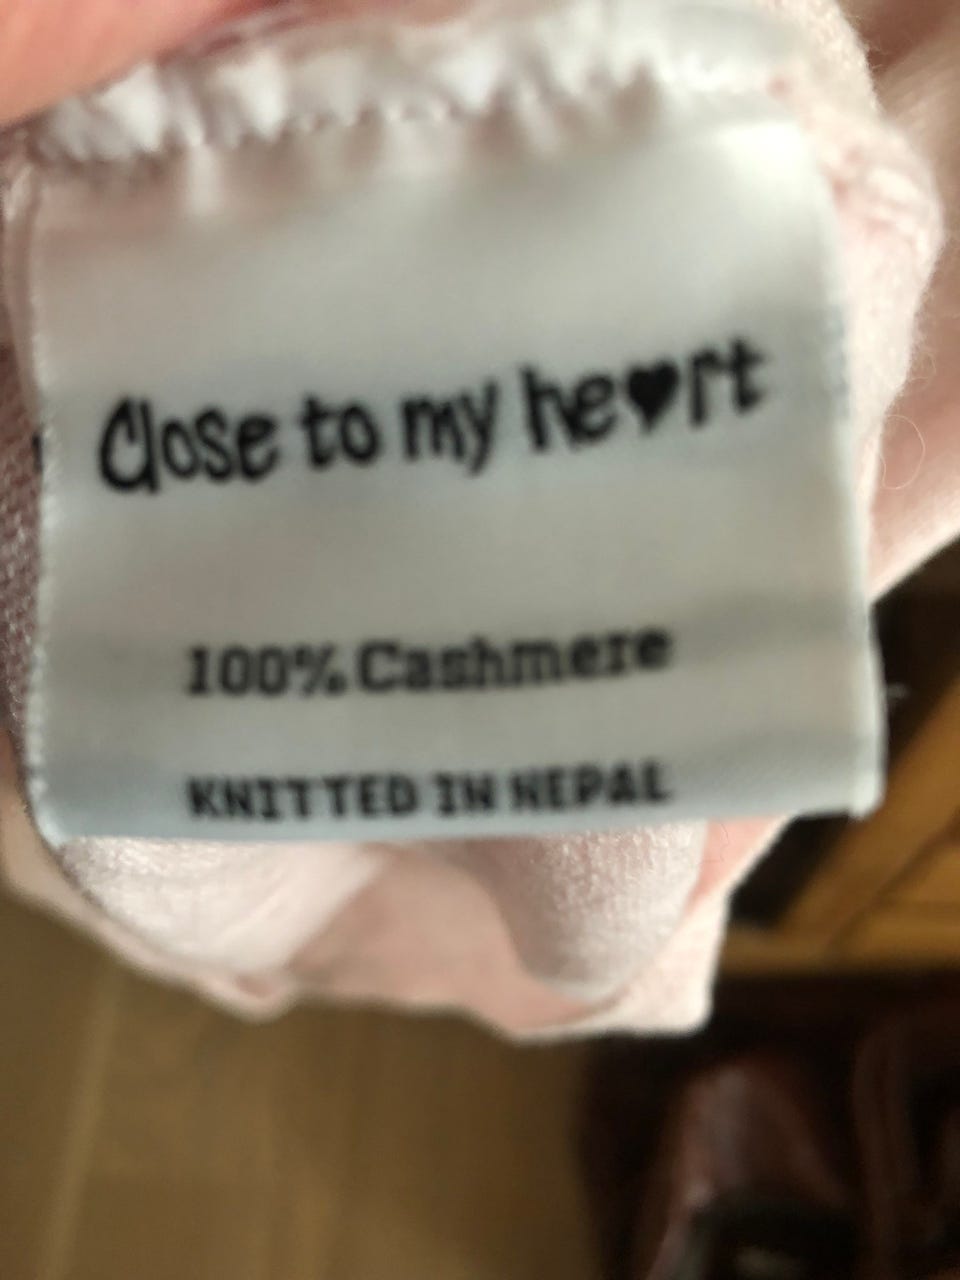 Close to my he♥rt
100% Cashmere
KNITTED IN NEPAL